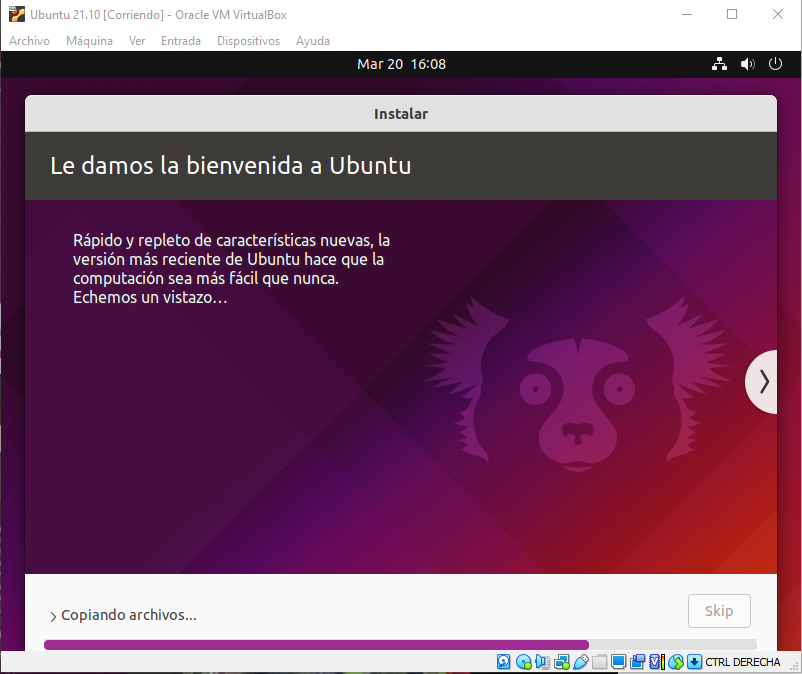 Ubuntu 21.10 [Corriendo] - Oracle VM VirtualBox
Archivo Máquina Ver Entrada Dispositivos Ayuda
Mar 20 16:08
Instalar
Le damos la bienvenida a Ubuntu
Rápido y repleto de características nuevas, la
versión más reciente de Ubuntu hace que la
computación sea más fácil que nunca.
Echemos un vistazo…
Copiando archivos...
Skip
CTRL DERECHA